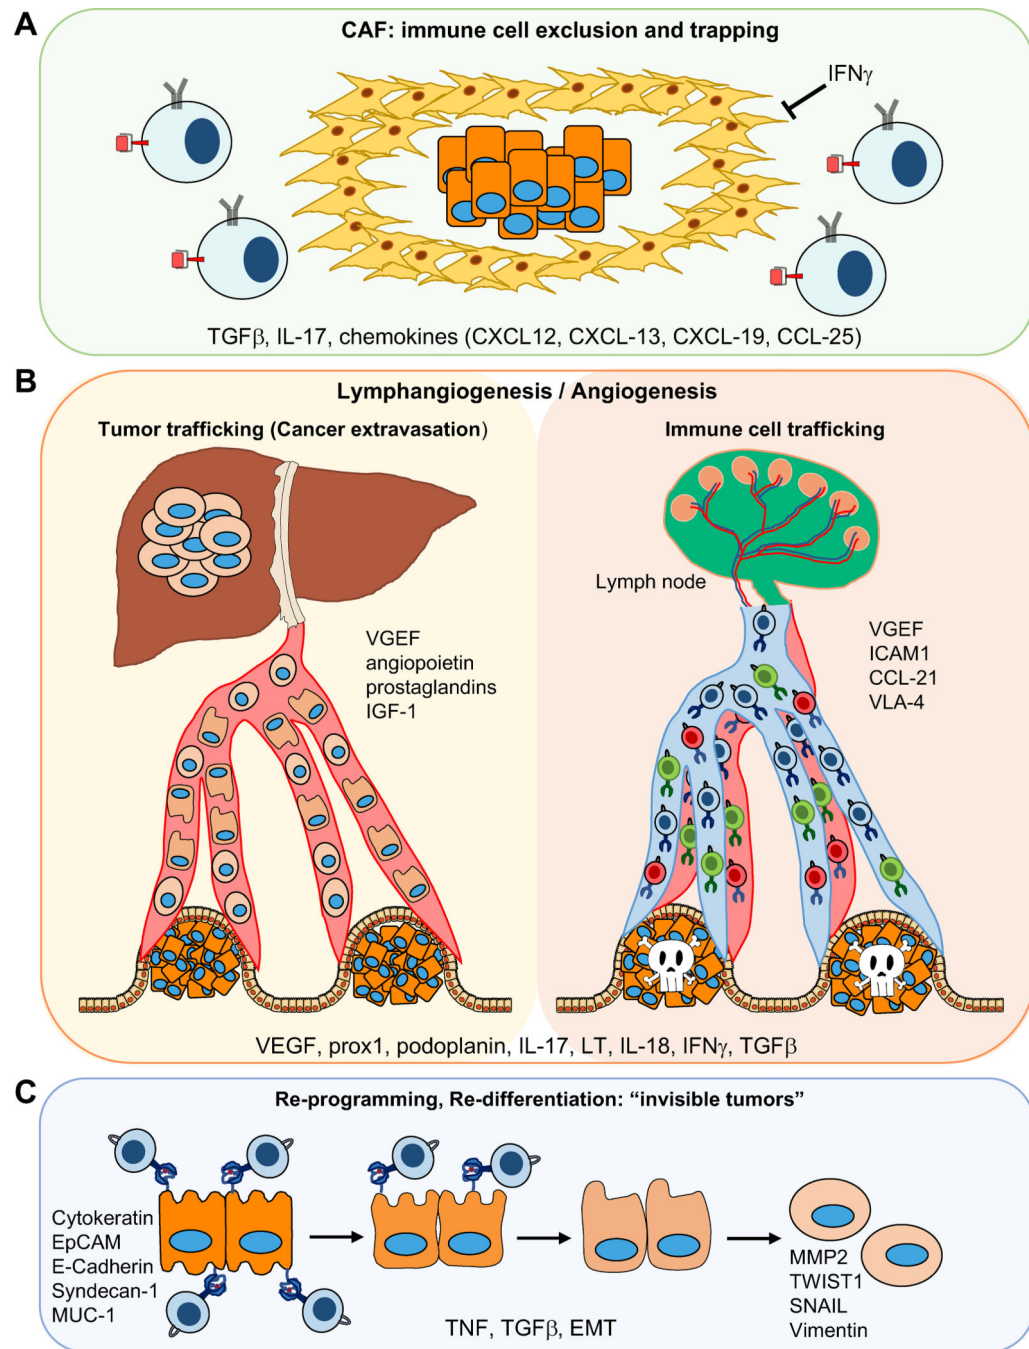 A
CAF: immune cell exclusion and trapping
IFNγ
TGFβ, IL-17, chemokines (CXCL12, CXCL-13, CXCL-19, CCL-25)
B
Lymphangiogenesis / Angiogenesis
Tumor trafficking (Cancer extravasation)
Immune cell trafficking
Lymph node
VGEF
angiopoietin
prostaglandins
IGF-1
VGEF
ICAM1
CCL-21
VLA-4
VEGF, prox1, podoplanin, IL-17, LT, IL-18, IFNγ, TGFβ
C
Re-programming, Re-differentiation: “invisible tumors”
Cytokeratin
EpCAM
E-Cadherin
Syndecan-1
MUC-1
TNF, TGFβ, EMT
MMP2
TWIST1
SNAIL
Vimentin